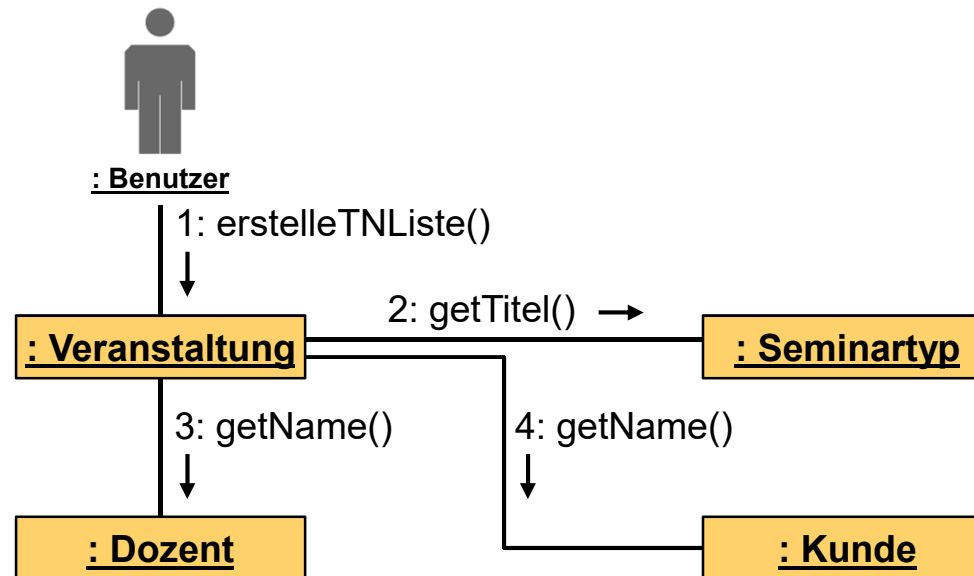 : Benutzer
1: erstelleTNListe()
2: getTitel()
: Veranstaltung
: Seminartyp
3: getName()
4: getName()
: Dozent
: Kunde